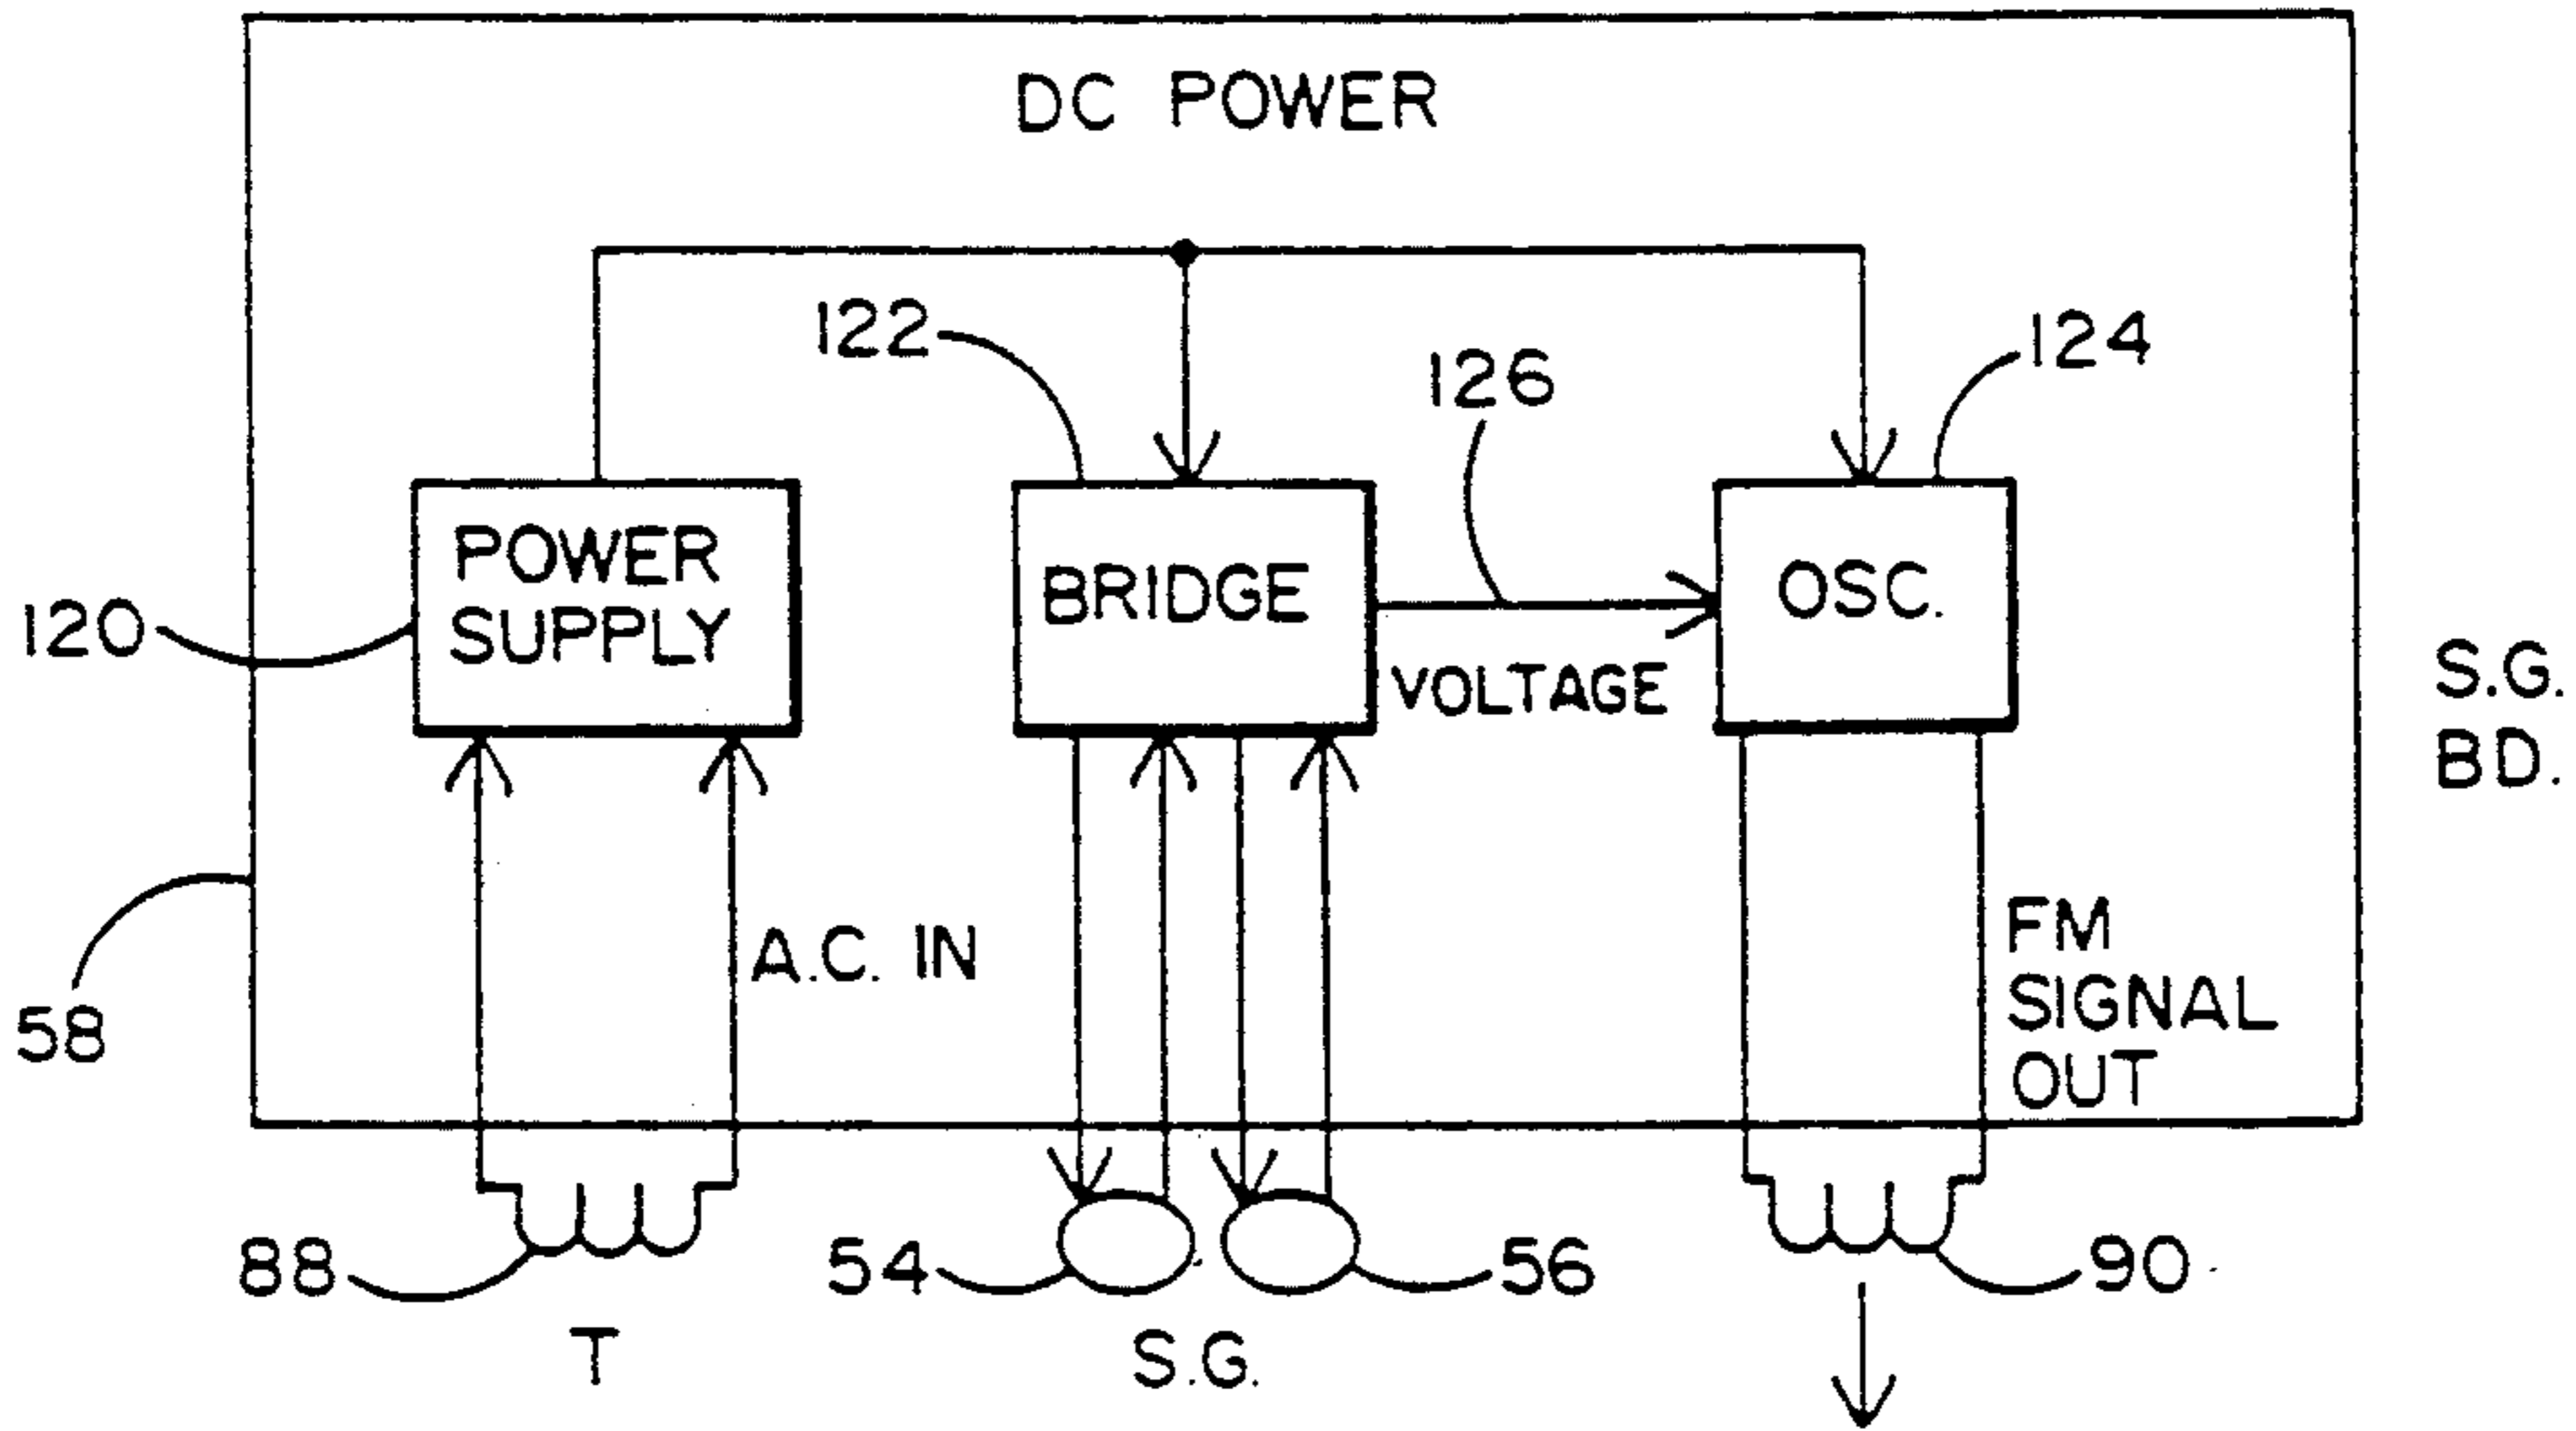 DC POWER
122
124
126
POWER
SUPPLY
BRIDGE
OSC.
120
VOLTAGE
S.G.
BD.
A.C. IN
FM
SIGNAL
OUT
58
88
54
56
90
T
S.G.